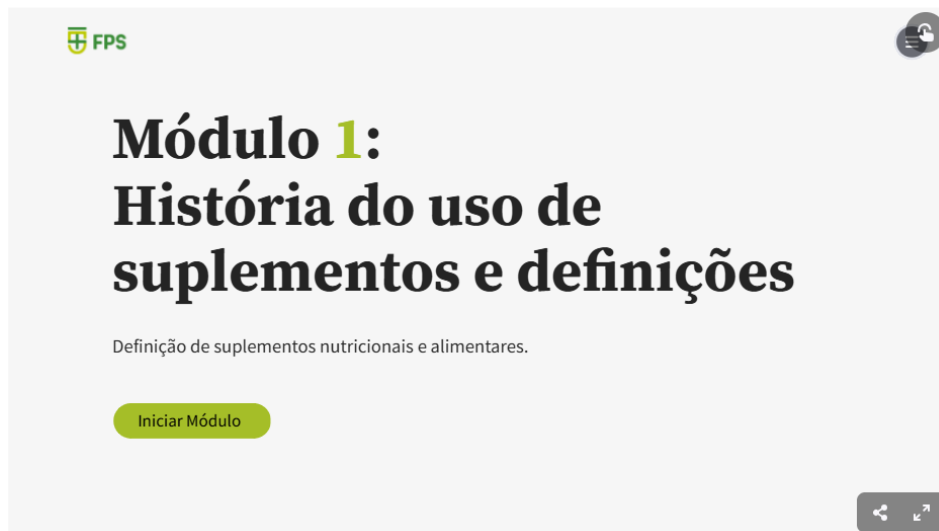 FPS
Módulo 1:
História do uso de
suplementos e definições
Definição de suplementos nutricionais e alimentares.
Iniciar Módulo